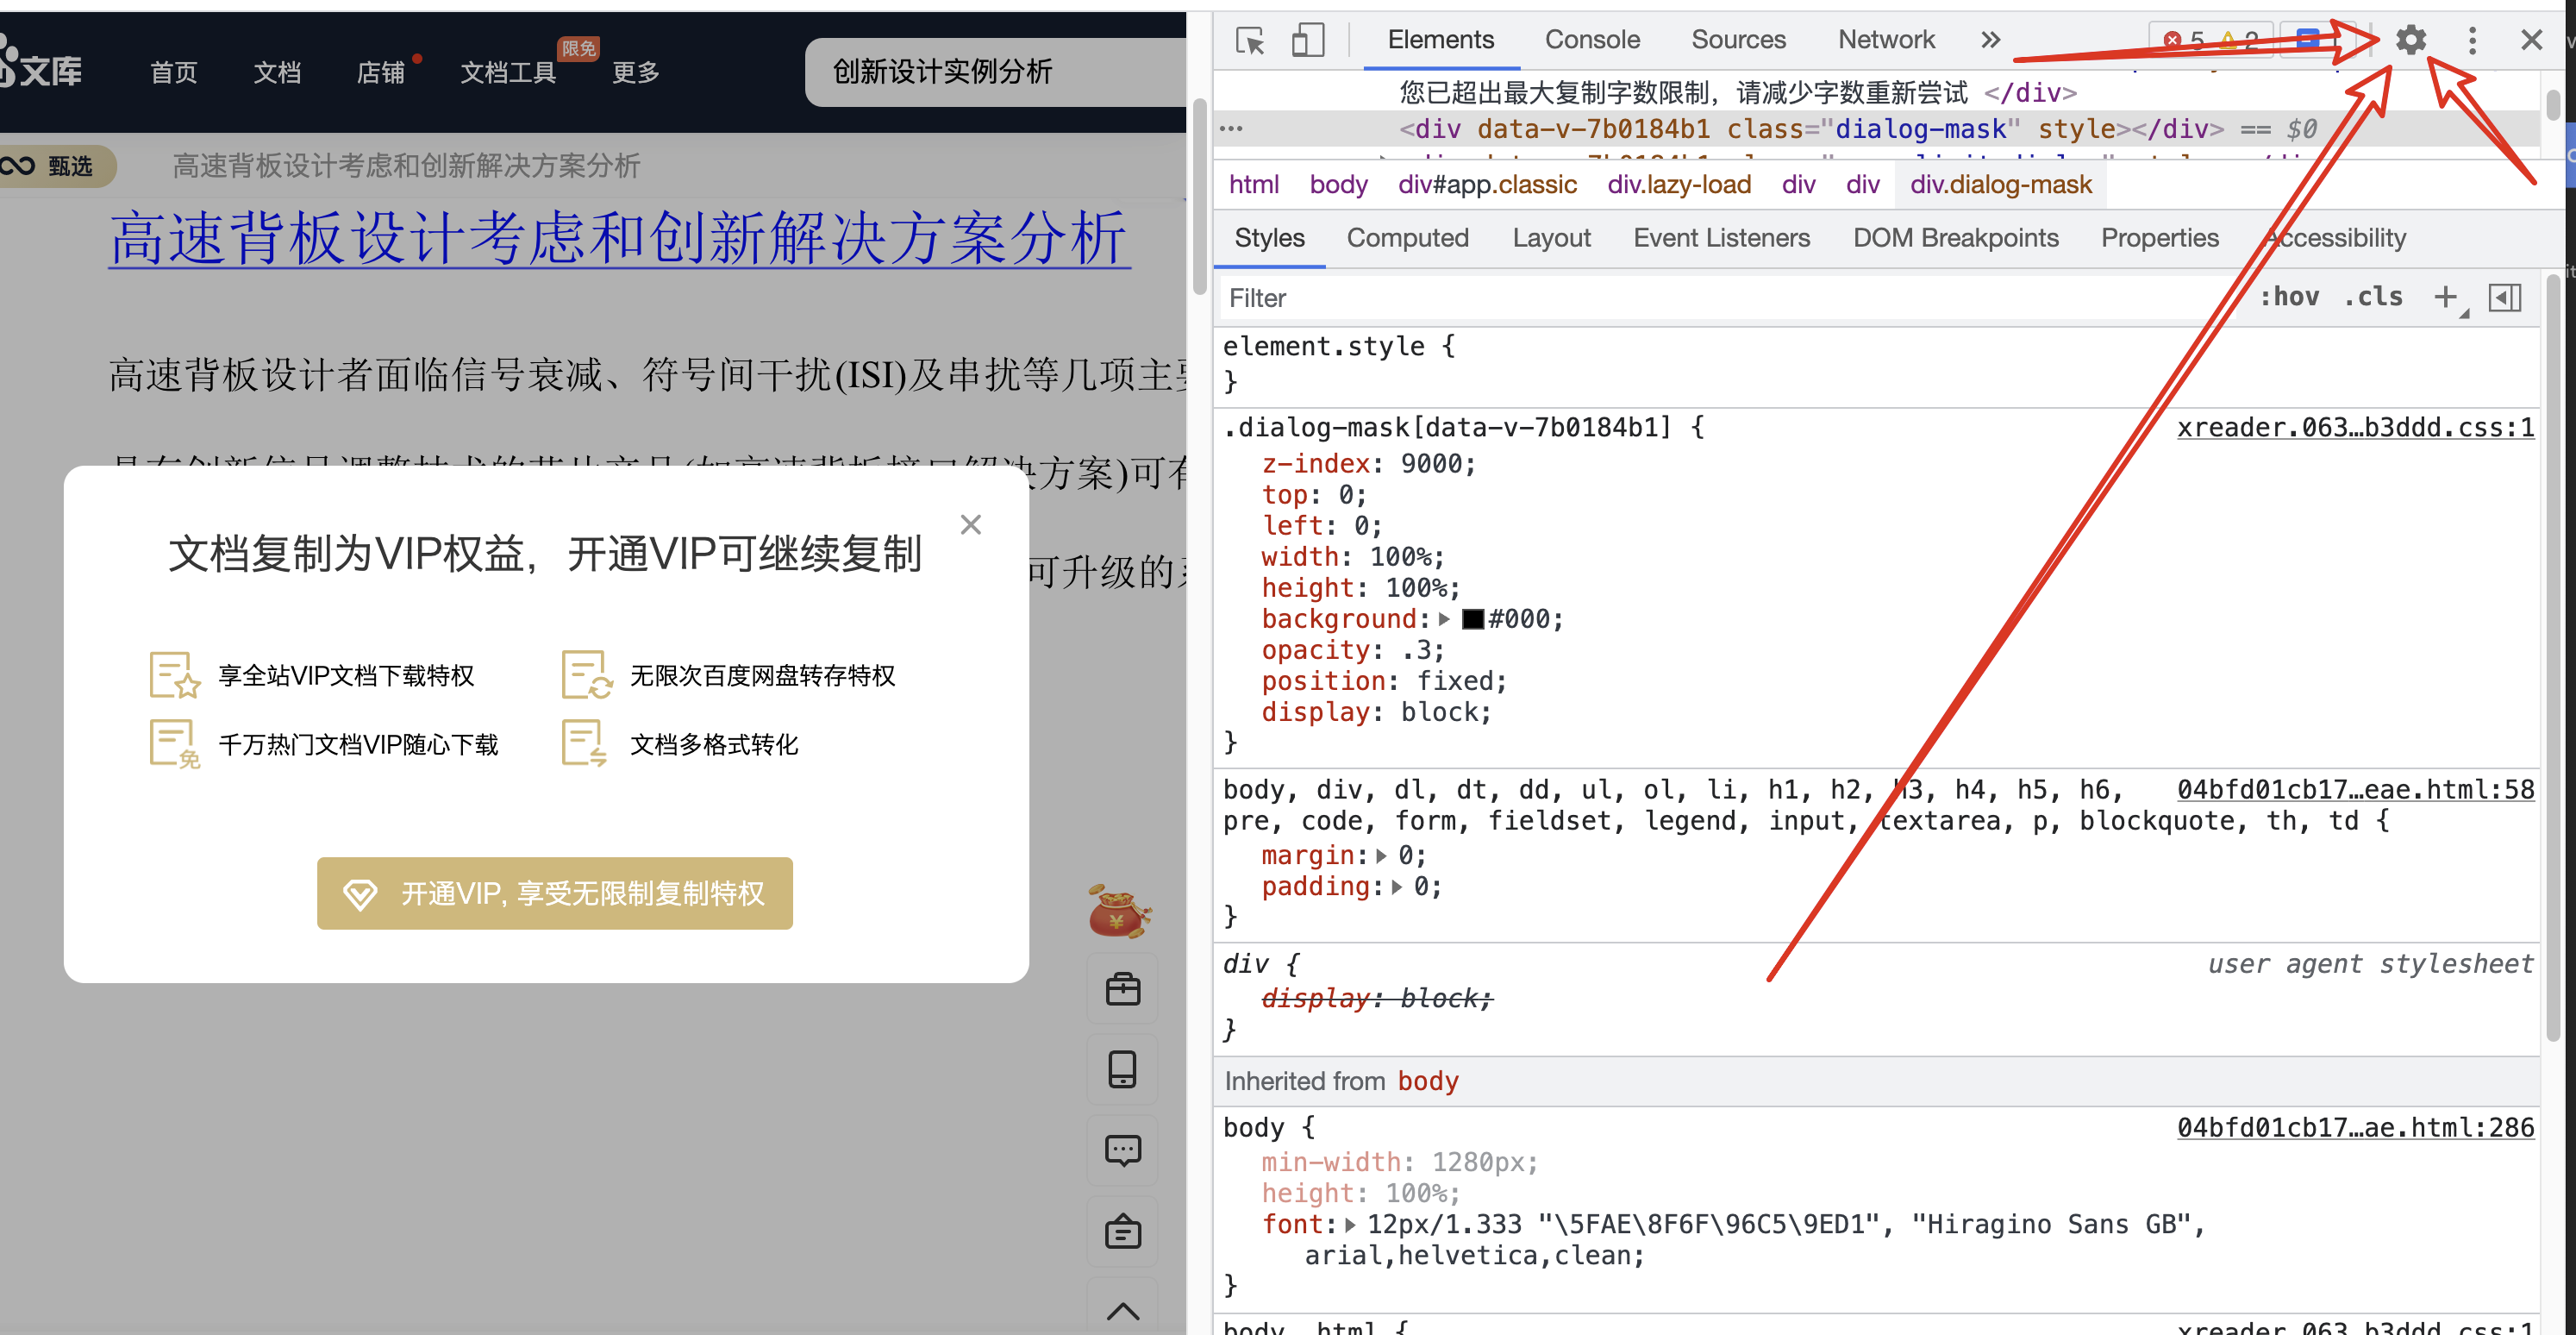 文库
首页
文档
店铺
文档工具
限免
更多
创新设计实例分析
甄选
高速背板设计考虑和创新解决方案分析
高速背板设计考虑和创新解决方案分析
高速背板设计者面临信号衰减、符号间干扰(ISI)及串扰等几项主
方案)可
可升级的
文档复制为VIP权益，开通VIP可继续复制
享全站VIP文档下载特权
无限次百度网盘转存特权
千万热门文档VIP随心下载
免
文档多格式转化
开通VIP, 享受无限制复制特权
¥
Elements
Console
Sources
Network
5
2
您已超出最大复制字数限制，请减少字数重新尝试 </div>
<div data-v-7b0184b1 class="dialog-mask" style></div> == $0
html body div#app.classic div.lazy-load div div div.dialog-mask
Styles Computed Layout Event Listeners DOM Breakpoints Properties Accessibility
Filter
:hov .cls
element.style {
}
.dialog-mask[data-v-7b0184b1] {
xreader.063…b3ddd.css:1
z-index: 9000;
top: 0;
left: 0;
width: 100%;
height: 100%;
background: #000;
opacity: .3;
position: fixed;
display: block;
}
body, div, dl, dt, dd, ul, ol, li, h1, h2, h3, h4, h5, h6,
04bfd01cb17…eae.html:58
pre, code, form, fieldset, legend, input, textarea, p, blockquote, th, td {
margin: 0;
padding: 0;
}
div {
user agent stylesheet
display: block;
}
Inherited from body
body {
04bfd01cb17…ae.html:286
min-width: 1280px;
height: 100%;
font: 12px/1.333 "\5FAE\8F6F\96C5\9ED1", "Hiragino Sans GB",
arial,helvetica,clean;
}
body, html {
xreader.063…b3ddd.css:1